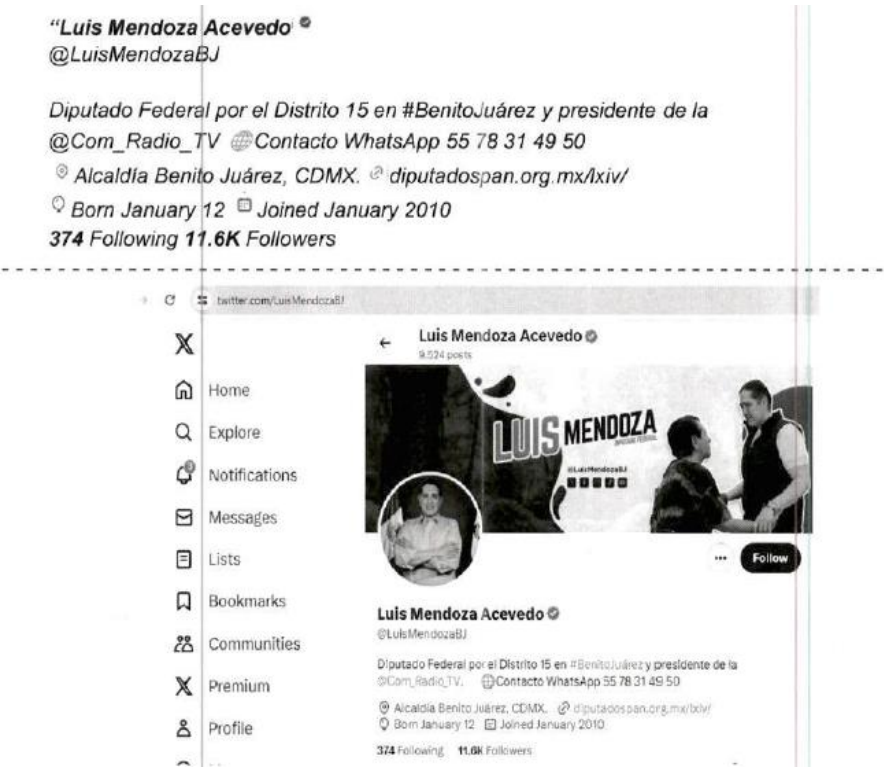 “Luis Mendoza Acevedo
@LuisMendozaBJ
Diputado Federal por el Distrito 15 en #BenitoJuárez y presidente de la
@Com_Radio_TV Contacto WhatsApp 55 78 31 49 50
Alcaldía Benito Juárez, CDMX. diputadospan.org.mx/lxiv/
Born January 12 Joined January 2010
374 Following 11.6K Followers
twitter.com/LuisMendozaBJ
Luis Mendoza Acevedo
9,524 posts
Home
Explore
Notifications
Messages
Lists
Bookmarks
Communities
Premium
Profile
LUIS MENDOZA
DIPUTADO FEDERAL
@LuisMendozaBJ
Follow
Luis Mendoza Acevedo
@LuisMendozaBJ
Diputado Federal por el Distrito 15 en #BenitoJuárez y presidente de la
@Com_Radio_TV. Contacto WhatsApp 55 78 31 49 50
Alcaldía Benito Juárez, CDMX. diputadospan.org.mx/lxiv/
Born January 12 Joined January 2010
374 Following 11.6K Followers